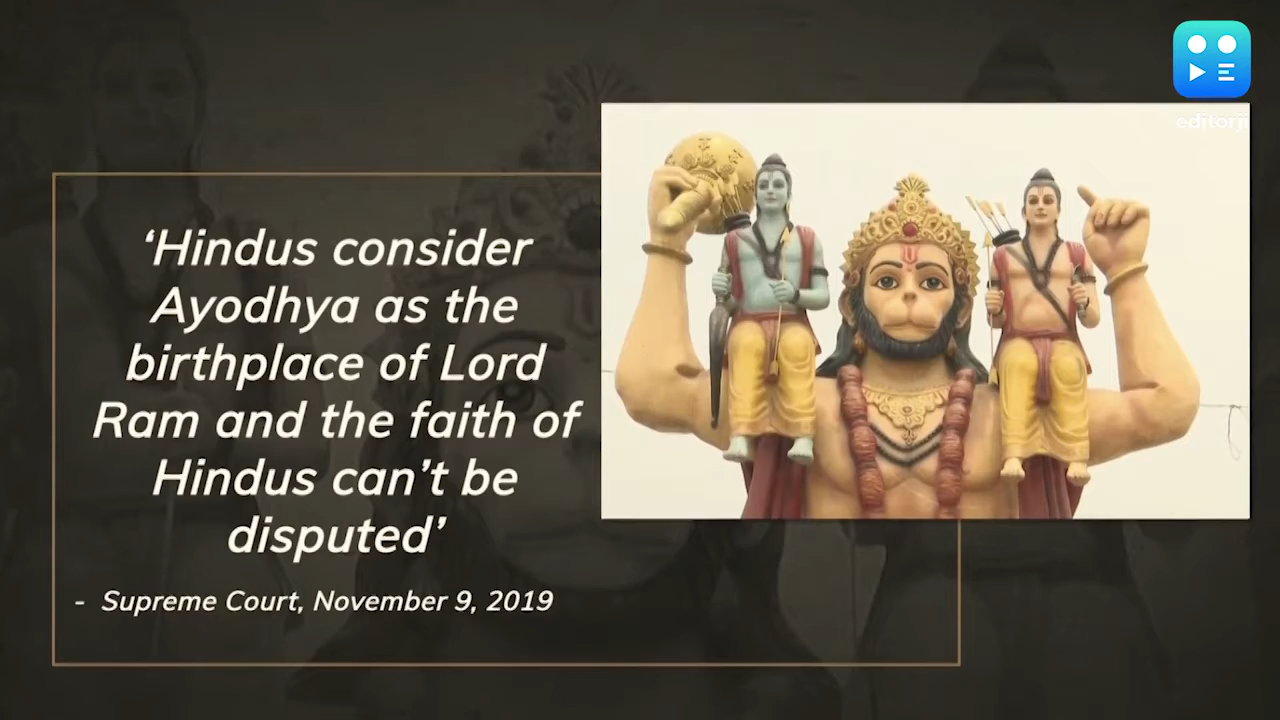 ‘Hindus consider
Ayodhya as the
birthplace of Lord
Ram and the faith of
Hindus can’t be
disputed’
- Supreme Court, November 9, 2019
editorji